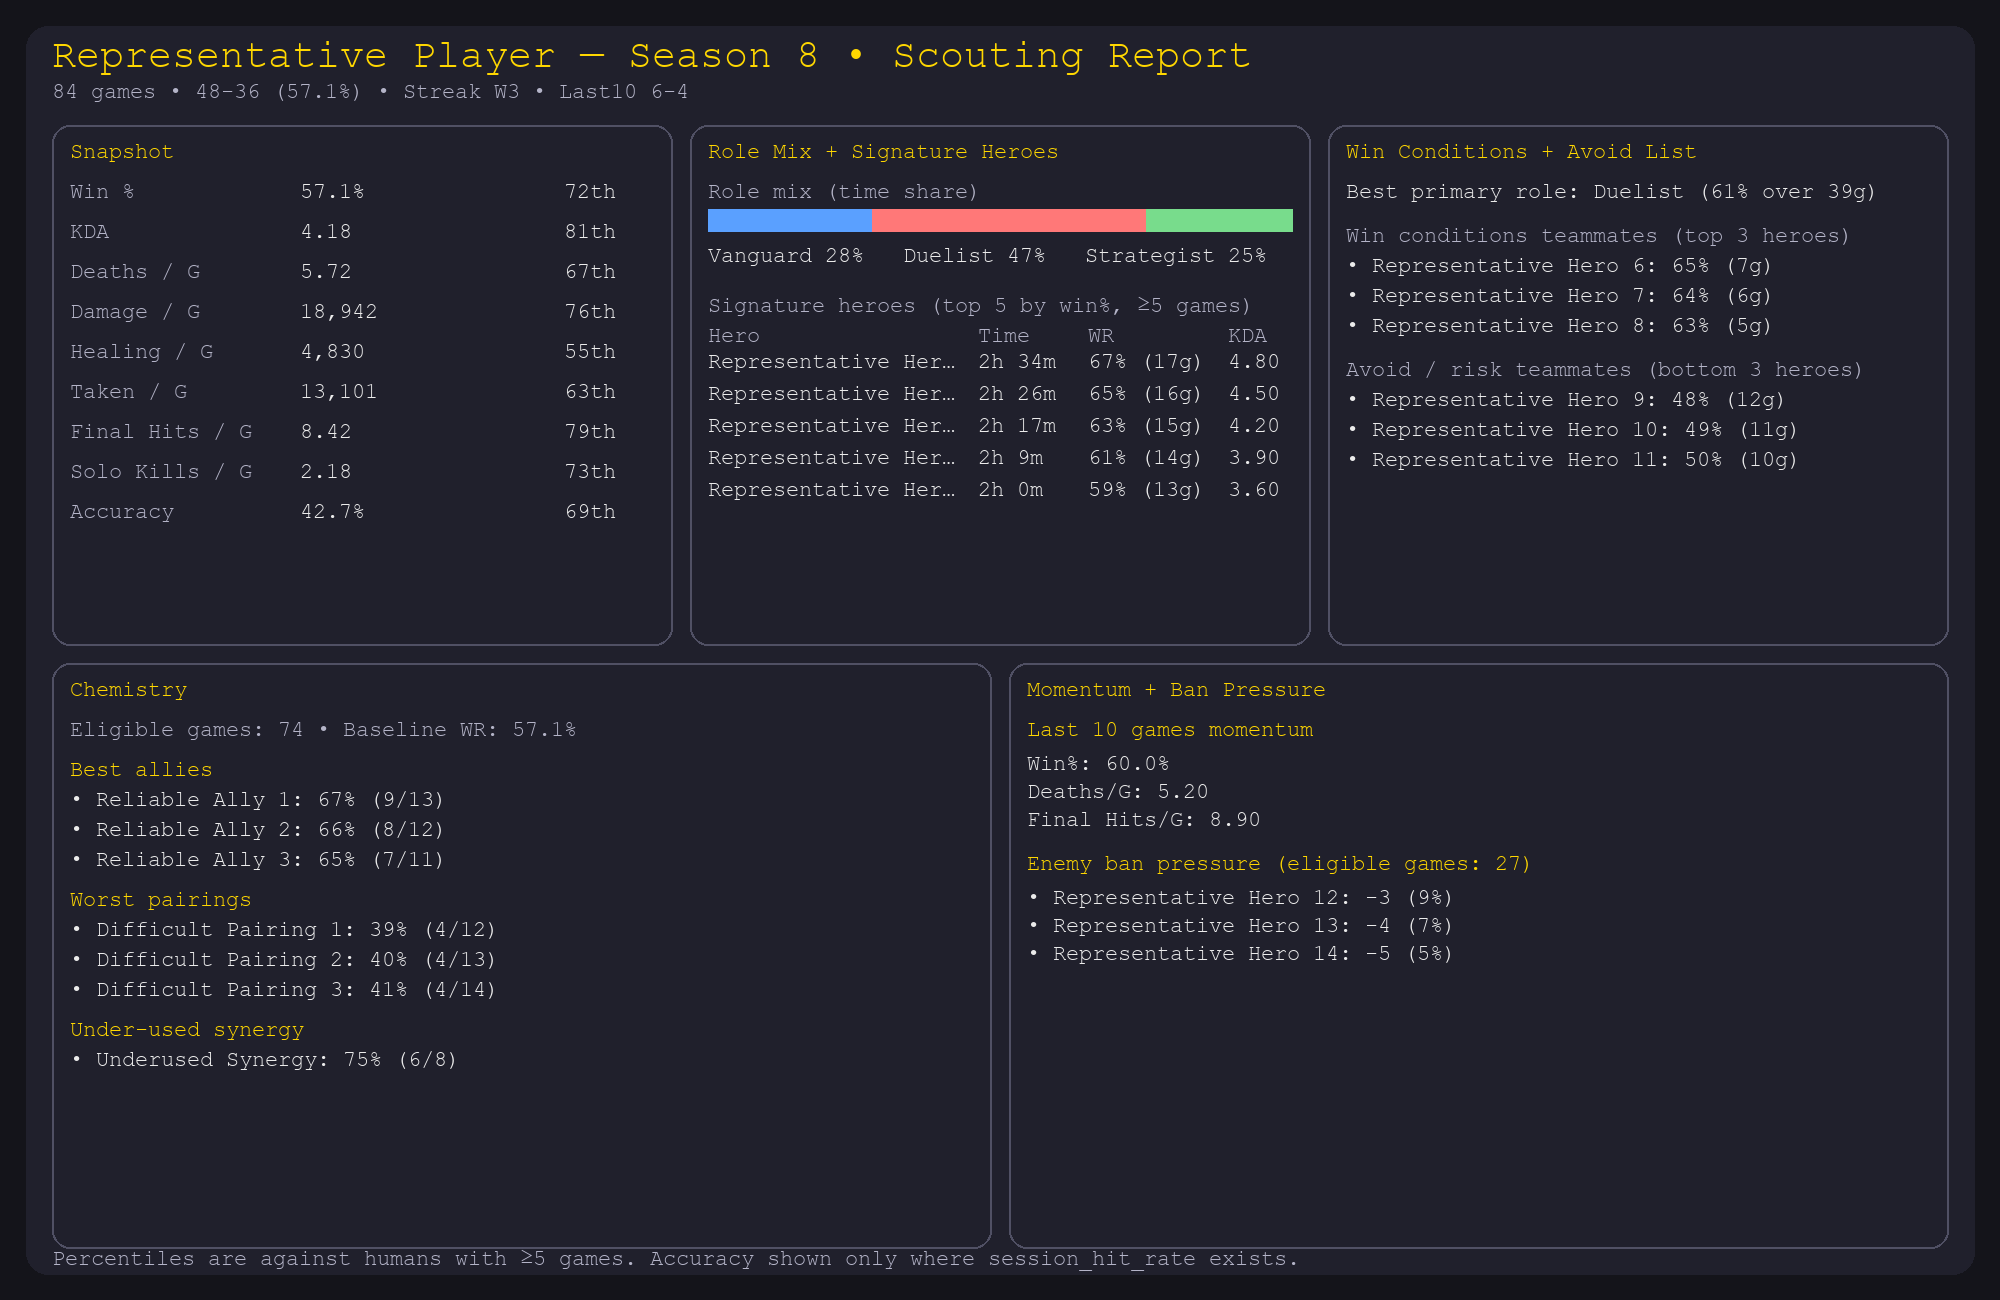 Representative Player — Season 8 • Scouting Report
84 games • 48-36 (57.1%) • Streak W3 • Last10 6-4
Snapshot
Win % 57.1% 72th
KDA 4.18 81th
Deaths / G 5.72 67th
Damage / G 18,942 76th
Healing / G 4,830 55th
Taken / G 13,101 63th
Final Hits / G 8.42 79th
Solo Kills / G 2.18 73th
Accuracy 42.7% 69th
Role Mix + Signature Heroes
Role mix (time share)
Vanguard 28% Duelist 47% Strategist 25%
Signature heroes (top 5 by win%, ≥5 games)
Hero Time WR KDA
Representative Her… 2h 34m 67% (17g) 4.80
Representative Her… 2h 26m 65% (16g) 4.50
Representative Her… 2h 17m 63% (15g) 4.20
Representative Her… 2h 9m 61% (14g) 3.90
Representative Her… 2h 0m 59% (13g) 3.60
Win Conditions + Avoid List
Best primary role: Duelist (61% over 39g)
Win conditions teammates (top 3 heroes)
• Representative Hero 6: 65% (7g)
• Representative Hero 7: 64% (6g)
• Representative Hero 8: 63% (5g)
Avoid / risk teammates (bottom 3 heroes)
• Representative Hero 9: 48% (12g)
• Representative Hero 10: 49% (11g)
• Representative Hero 11: 50% (10g)
Chemistry
Eligible games: 74 • Baseline WR: 57.1%
Best allies
• Reliable Ally 1: 67% (9/13)
• Reliable Ally 2: 66% (8/12)
• Reliable Ally 3: 65% (7/11)
Worst pairings
• Difficult Pairing 1: 39% (4/12)
• Difficult Pairing 2: 40% (4/13)
• Difficult Pairing 3: 41% (4/14)
Under-used synergy
• Underused Synergy: 75% (6/8)
Momentum + Ban Pressure
Last 10 games momentum
Win%: 60.0%
Deaths/G: 5.20
Final Hits/G: 8.90
Enemy ban pressure (eligible games: 27)
• Representative Hero 12: -3 (9%)
• Representative Hero 13: -4 (7%)
• Representative Hero 14: -5 (5%)
Percentiles are against humans with ≥5 games. Accuracy shown only where session_hit_rate exists.